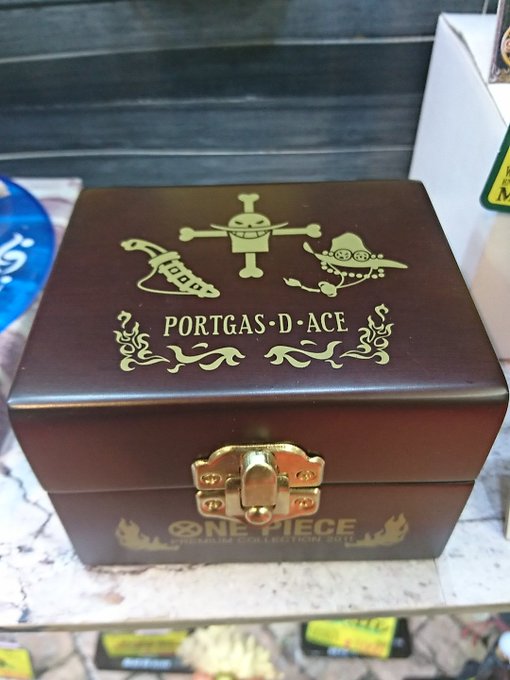 PORTGAS・D・ACE
ONE PIECE
PREMIUM COLLECTION 2011